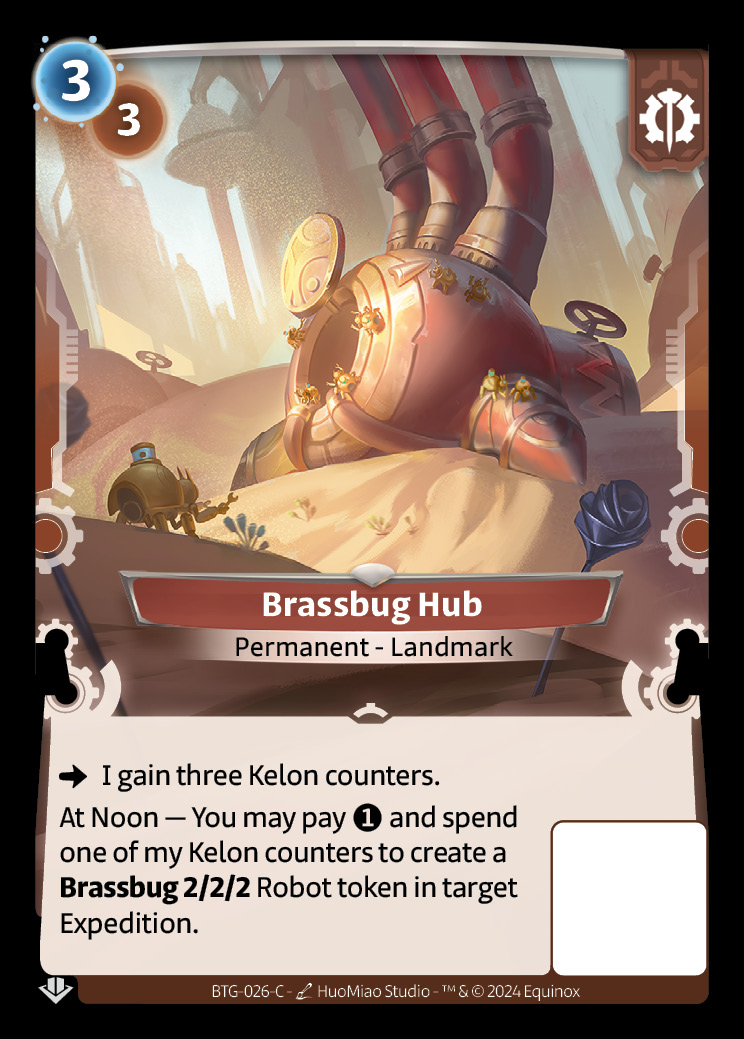 3
3
Brassbug Hub
Permanent - Landmark
I gain three Kelon counters.
At Noon — You may pay 1 and spend
one of my Kelon counters to create a
Brassbug 2/2/2 Robot token in target
Expedition.
BTG-026-C - HuoMiao Studio - ™ & © 2024 Equinox